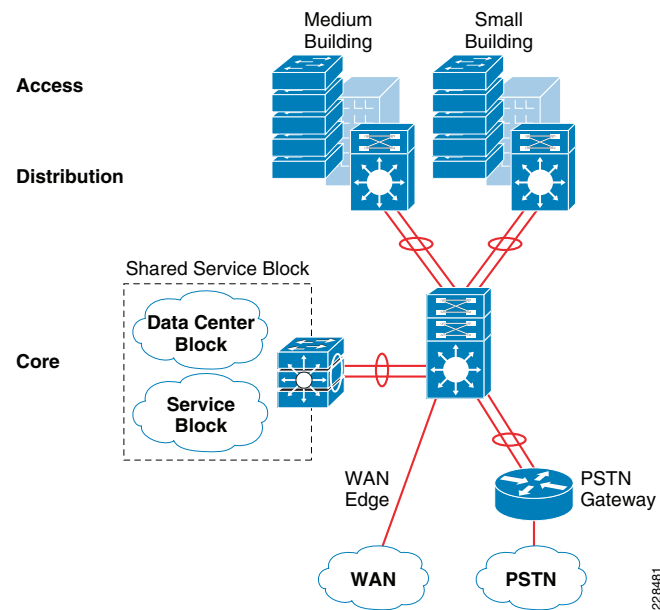 Medium
Building
Small
Building
Access
Distribution
Shared Service Block
Data Center
Block
Core
Service
Block
WAN
Edge
PSTN
Gateway
WAN
PSTN
228481